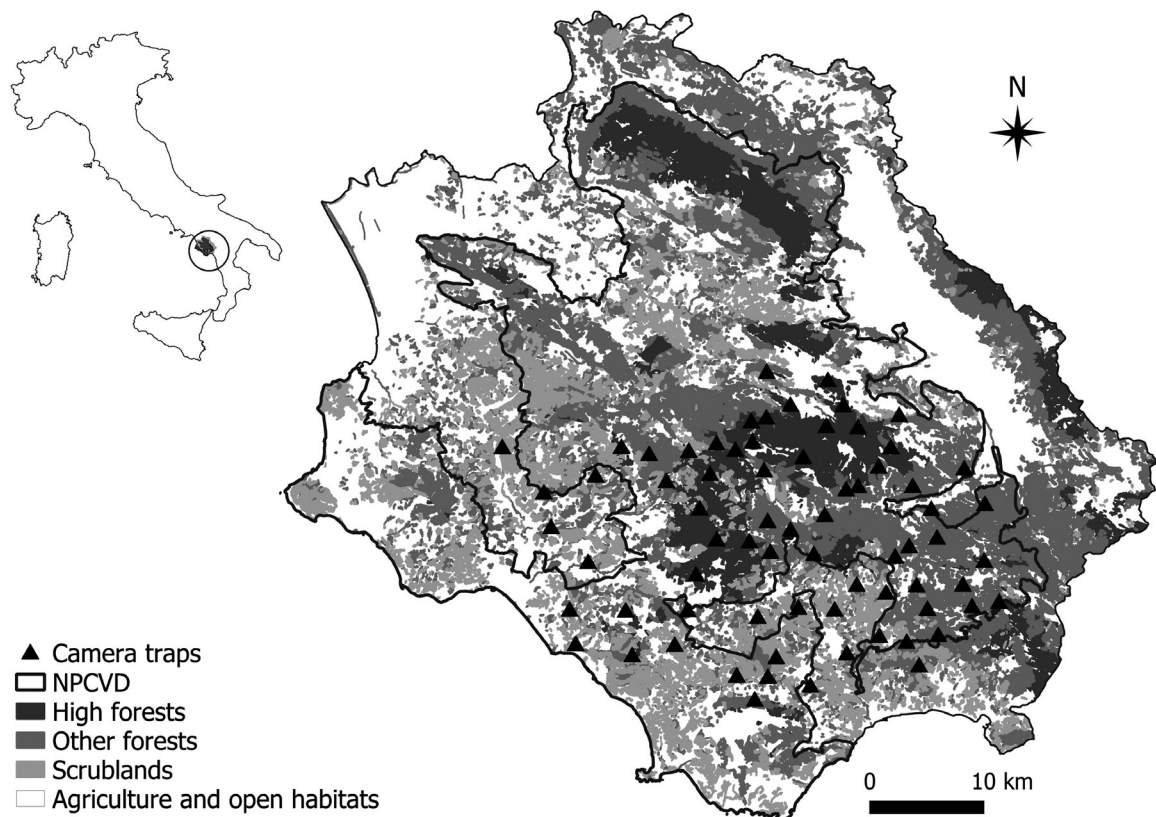 N
Camera traps
NPCVD
High forests
Other forests
Scrublands
Agriculture and open habitats
0 10 km